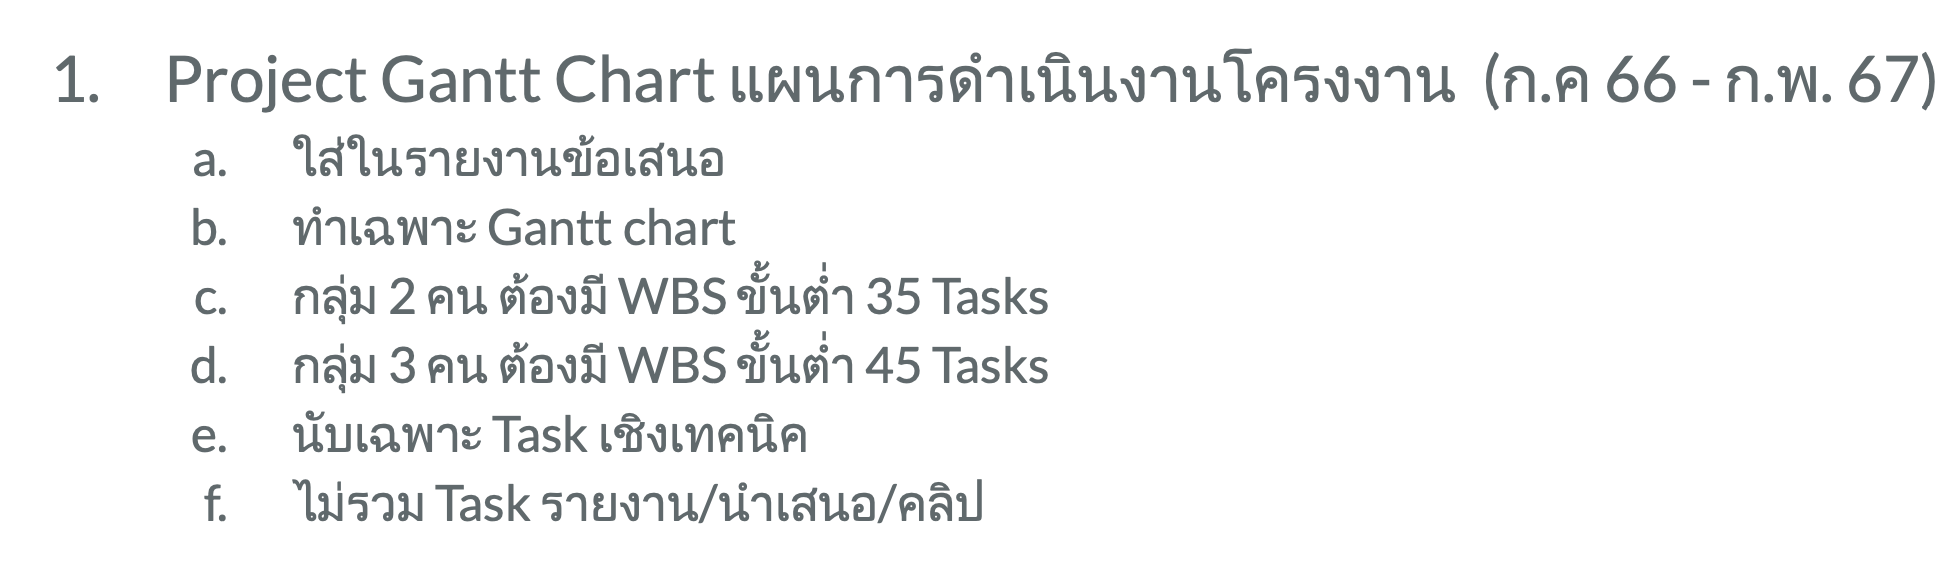 1. Project Gantt Chart แผนการดำเนินงานโครงงาน (ก.ค 66 - ก.พ. 67)
a. ใส่ในรายงานข้อเสนอ
b. ทำเฉพาะ Gantt chart
c. กลุ่ม 2 คน ต้องมี WBS ขั้นต่ำ 35 Tasks
d. กลุ่ม 3 คน ต้องมี WBS ขั้นต่ำ 45 Tasks
e. นับเฉพาะ Task เชิงเทคนิค
f. ไม่รวม Task รายงาน/นำเสนอ/คลิป